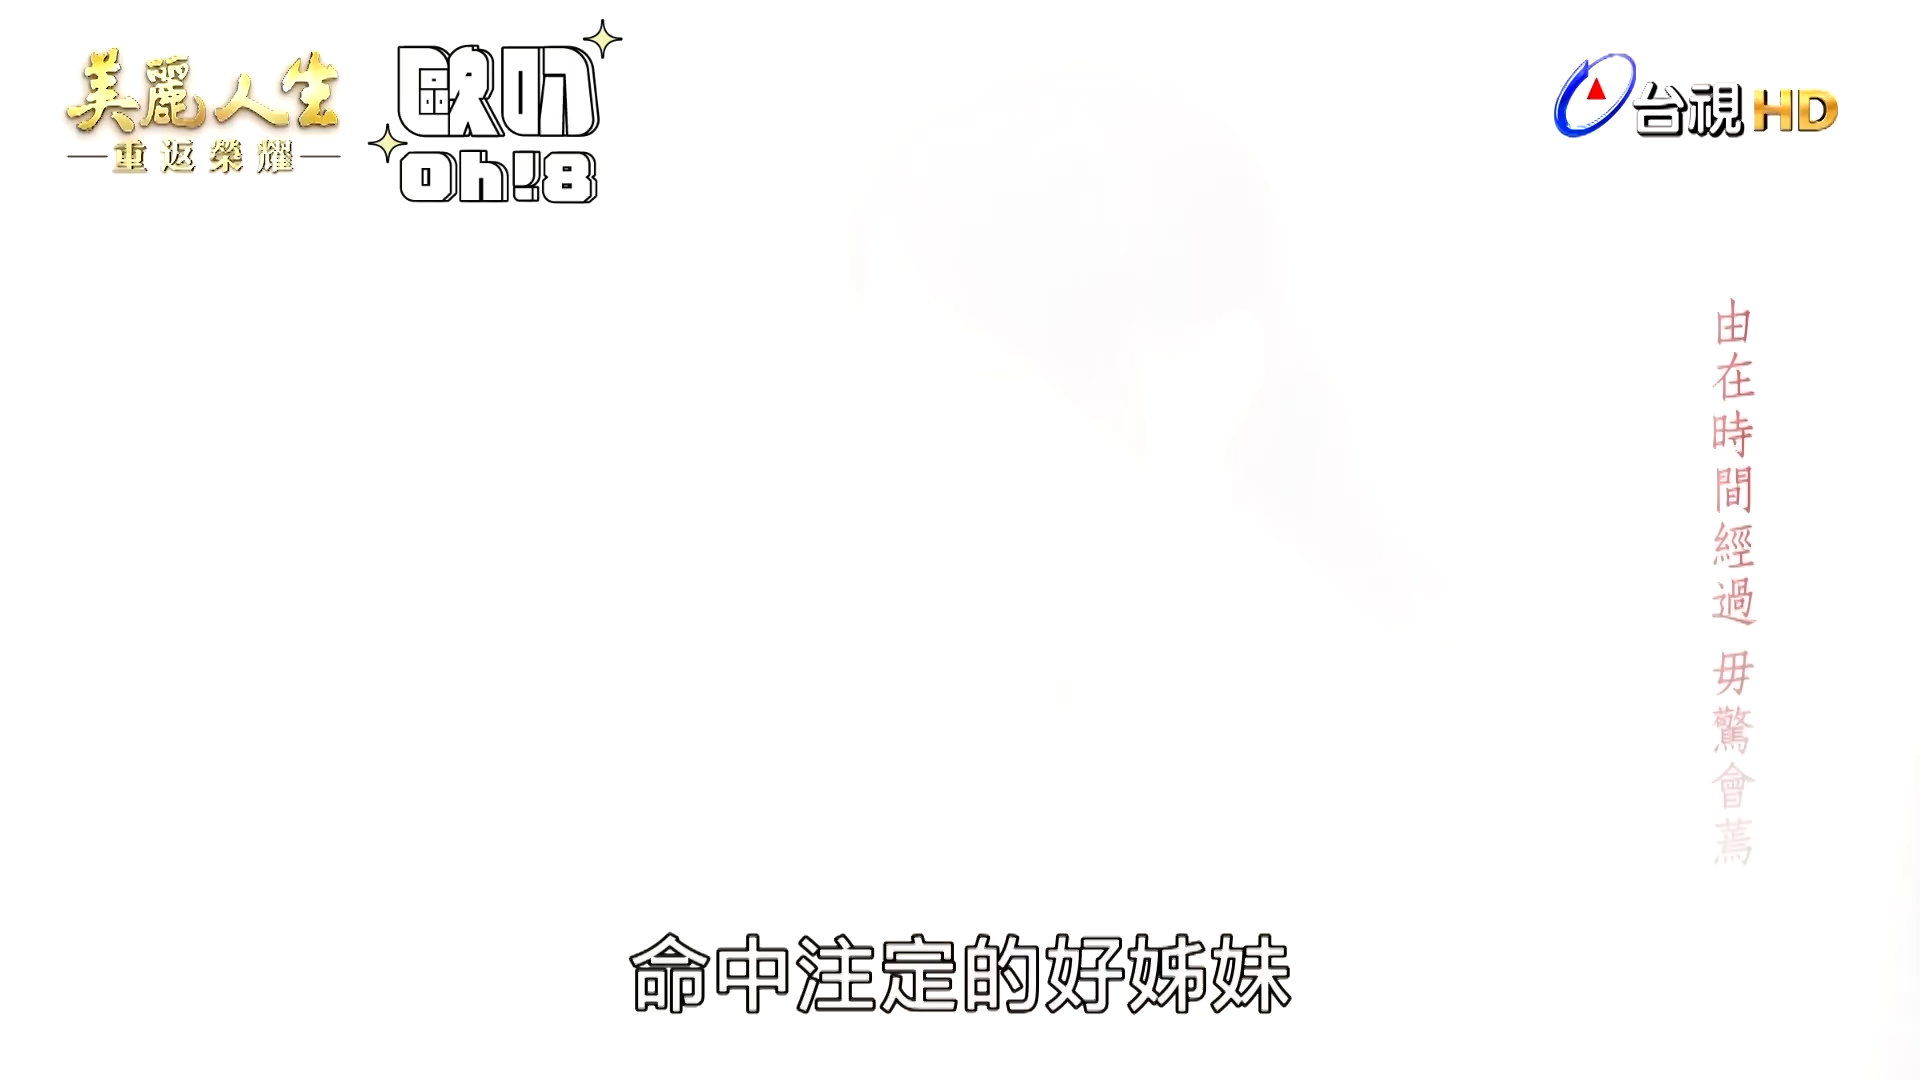 美麗人生
重返榮耀
歐叭
oh!8
台視HD
由在時間經過 毋驚會蔫
命中注定的好姊妹